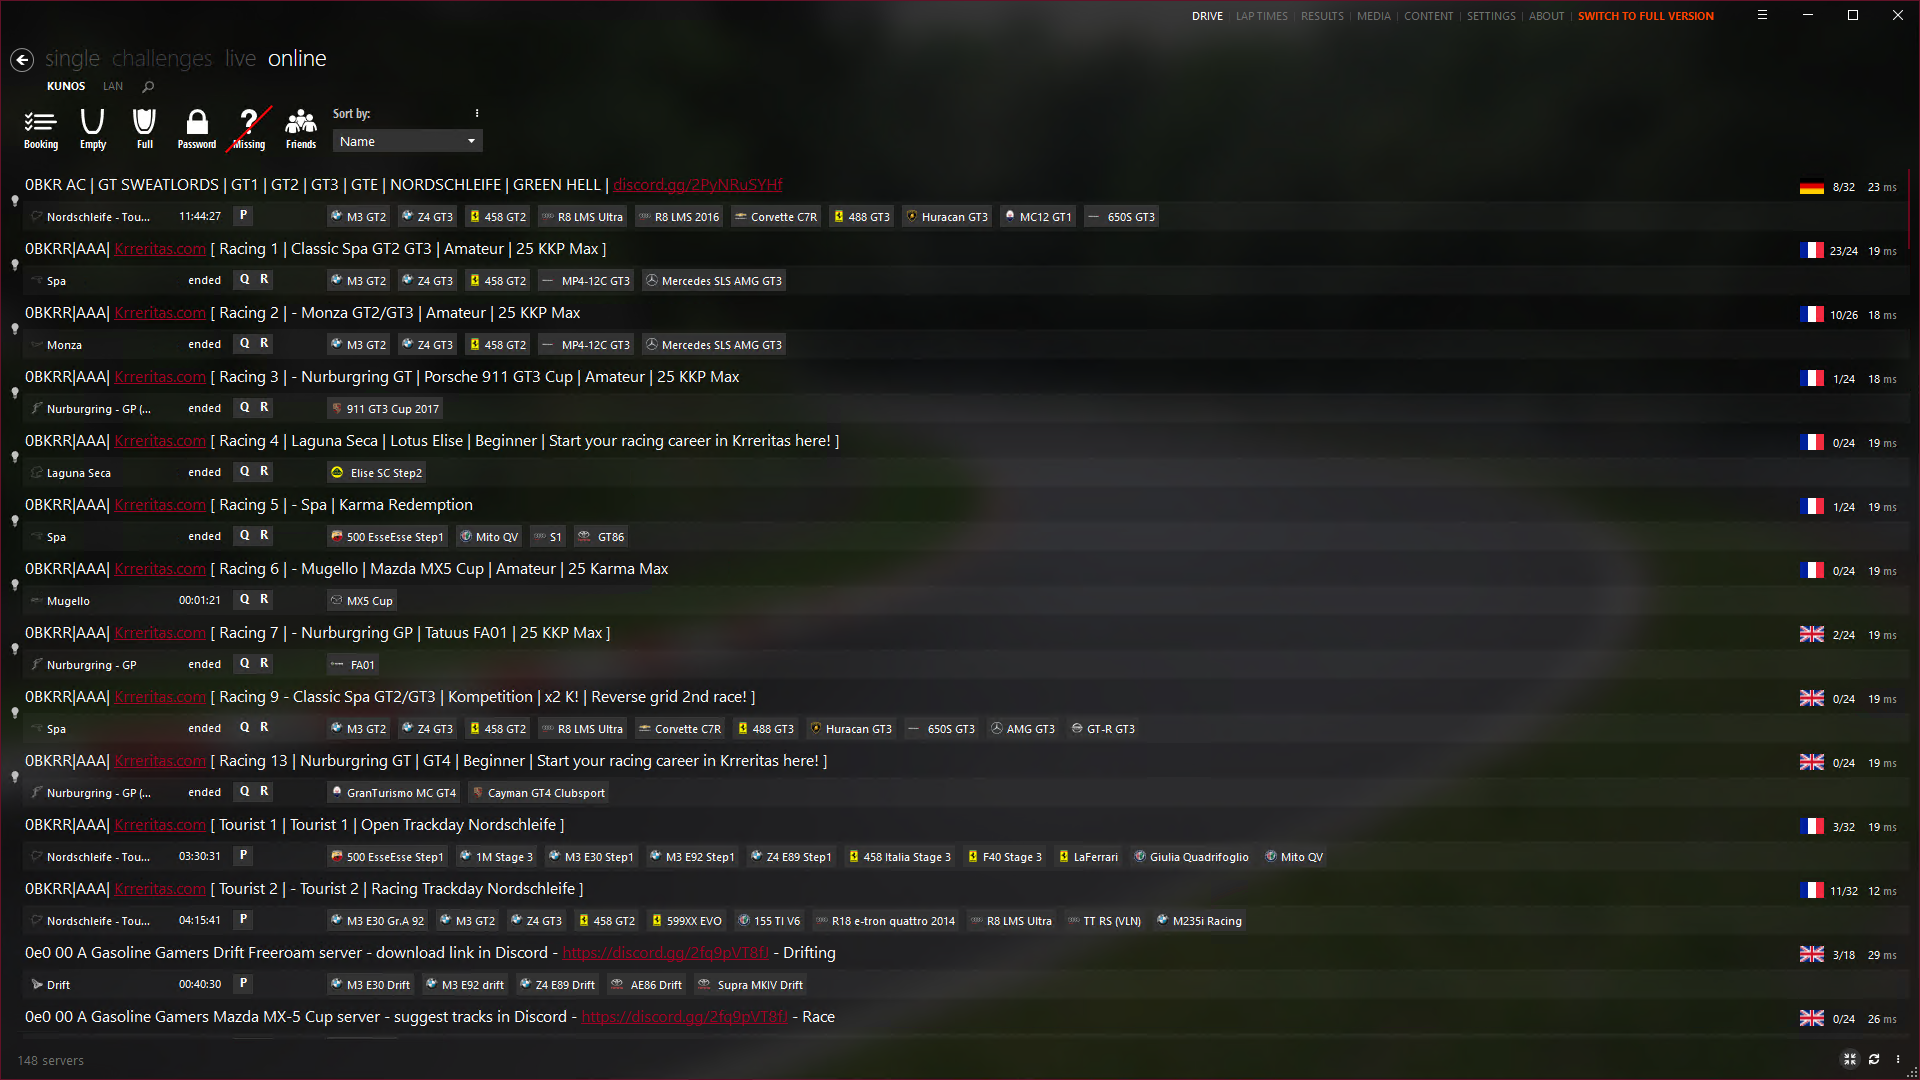 DRIVE | LAP TIMES | RESULTS | MEDIA | CONTENT | SETTINGS | ABOUT | SWITCH TO FULL VERSION
single challenges live online
KUNOS LAN
Sort by:
Booking Empty Full Password Missing Friends Name
0BKR AC | GT SWEATLORDS | GT1 | GT2 | GT3 | GTE | NORDSCHLEIFE | GREEN HELL | discord.gg/2PyNRuSYHf 8/32 23 ms
Nordschleife - Tou... 11:44:27 P M3 GT2 Z4 GT3 458 GT2 R8 LMS Ultra R8 LMS 2016 Corvette C7R 488 GT3 Huracan GT3 MC12 GT1 650S GT3
0BKRR|AAA| Krreritas.com [ Racing 1 | Classic Spa GT2 GT3 | Amateur | 25 KKP Max ] 23/24 19 ms
Spa ended Q R M3 GT2 Z4 GT3 458 GT2 MP4-12C GT3 Mercedes SLS AMG GT3
0BKRR|AAA| Krreritas.com [ Racing 2 | - Monza GT2/GT3 | Amateur | 25 KKP Max 10/26 18 ms
Monza ended Q R M3 GT2 Z4 GT3 458 GT2 MP4-12C GT3 Mercedes SLS AMG GT3
0BKRR|AAA| Krreritas.com [ Racing 3 | - Nurburgring GT | Porsche 911 GT3 Cup | Amateur | 25 KKP Max 1/24 18 ms
Nurburgring - GP (... ended Q R 911 GT3 Cup 2017
0BKRR|AAA| Krreritas.com [ Racing 4 | Laguna Seca | Lotus Elise | Beginner | Start your racing career in Krreritas here! ] 0/24 19 ms
Laguna Seca ended Q R Elise SC Step2
0BKRR|AAA| Krreritas.com [ Racing 5 | - Spa | Karma Redemption 1/24 19 ms
Spa ended Q R 500 EsseEsse Step1 Mito QV S1 GT86
0BKRR|AAA| Krreritas.com [ Racing 6 | - Mugello | Mazda MX5 Cup | Amateur | 25 Karma Max 0/24 19 ms
Mugello 00:01:21 Q R MX5 Cup
0BKRR|AAA| Krreritas.com [ Racing 7 | - Nurburgring GP | Tatuus FA01 | 25 KKP Max ] 2/24 19 ms
Nurburgring - GP ended Q R FA01
0BKRR|AAA| Krreritas.com [ Racing 9 - Classic Spa GT2/GT3 | Kompetition | x2 K! | Reverse grid 2nd race! ] 0/24 19 ms
Spa ended Q R M3 GT2 Z4 GT3 458 GT2 R8 LMS Ultra Corvette C7R 488 GT3 Huracan GT3 650S GT3 AMG GT3 GT-R GT3
0BKRR|AAA| Krreritas.com [ Racing 13 | Nurburgring GT | GT4 | Beginner | Start your racing career in Krreritas here! ] 0/24 19 ms
Nurburgring - GP (... ended Q R GranTurismo MC GT4 Cayman GT4 Clubsport
0BKRR|AAA| Krreritas.com [ Tourist 1 | Tourist 1 | Open Trackday Nordschleife ] 3/32 19 ms
Nordschleife - Tou... 03:30:31 P 500 EsseEsse Step1 1M Stage 3 M3 E30 Step1 M3 E92 Step1 Z4 E89 Step1 458 Italia Stage 3 F40 Stage 3 LaFerrari Giulia Quadrifoglio Mito QV
0BKRR|AAA| Krreritas.com [ Tourist 2 | - Tourist 2 | Racing Trackday Nordschleife ] 11/32 12 ms
Nordschleife - Tou... 04:15:41 P M3 E30 Gr.A 92 M3 GT2 Z4 GT3 458 GT2 599XX EVO 155 TI V6 R18 e-tron quattro 2014 R8 LMS Ultra TT RS (VLN) M235i Racing
0e0 00 A Gasoline Gamers Drift Freeroam server - download link in Discord - https://discord.gg/2fq9pVT8fJ - Drifting 3/18 29 ms
Drift 00:40:30 P M3 E30 Drift M3 E92 drift Z4 E89 Drift AE86 Drift Supra MKIV Drift
0e0 00 A Gasoline Gamers Mazda MX-5 Cup server - suggest tracks in Discord - https://discord.gg/2fq9pVT8fJ - Race 0/24 26 ms
148 servers